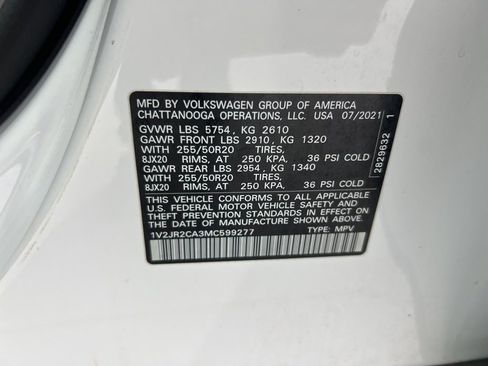 MFD BY VOLKSWAGEN GROUP OF AMERICA
CHATTANOOGA OPERATIONS, LLC. USA 07/2021
GVWR LBS 5754 , KG 2610
GAWR FRONT LBS 2910 , KG 1320
WITH 255/50R20 TIRES,
8JX20 RIMS, AT 250 KPA, 36 PSI COLD
GAWR REAR LBS 2954 , KG 1340
WITH 255/50R20 TIRES,
8JX20 RIMS, AT 250 KPA, 36 PSI COLD
THIS VEHICLE CONFORMS TO ALL APPLICABLE
U.S. FEDERAL MOTOR VEHICLE SAFETY AND
THEFT PREVENTION STANDARDS IN EFFECT ON
THE DATE OF MANUFACTURE SHOWN ABOVE.
1V2JR2CA3MC599277 TYPE: MPV
2829632 1